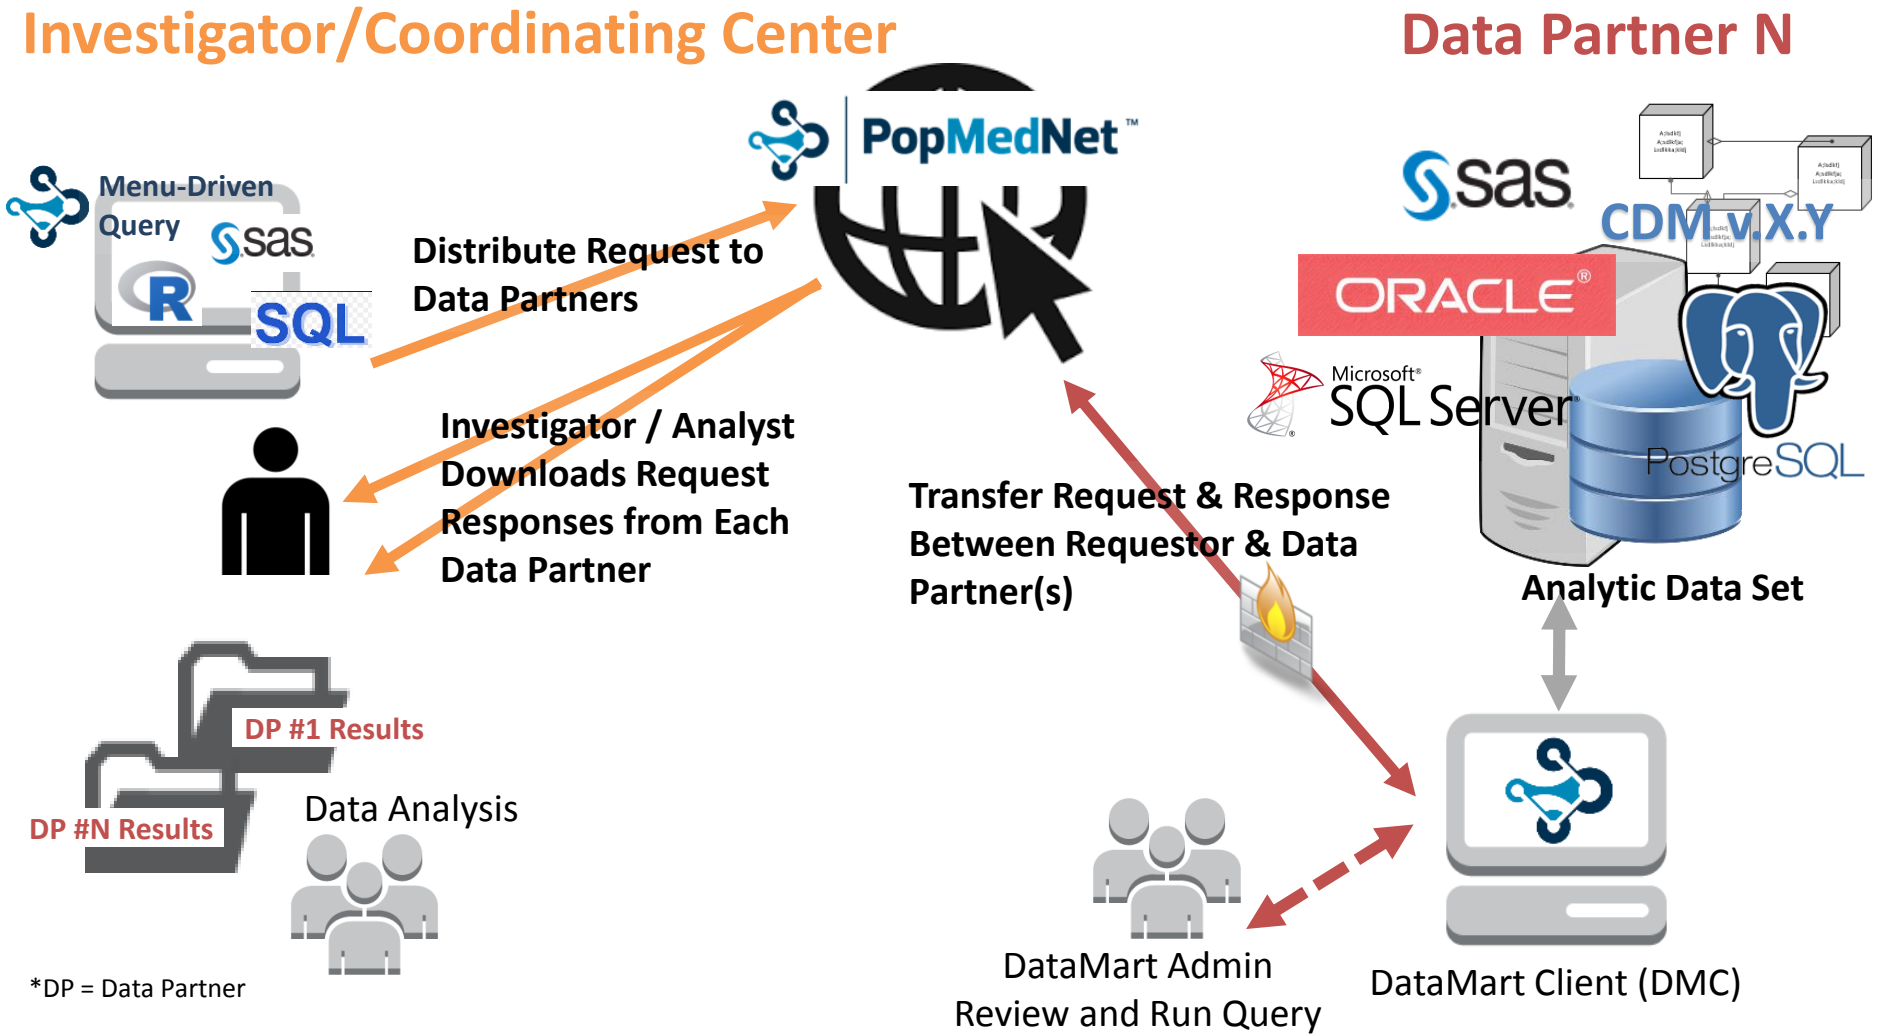 Investigator/Coordinating Center
Data Partner N
PopMedNet™
Menu-Driven
Query
sas
R
SQL
Distribute Request to
Data Partners
Investigator / Analyst
Downloads Request
Responses from Each
Data Partner
Transfer Request & Response
Between Requestor & Data
Partner(s)
sas
CDM v.X.Y
ORACLE®
Microsoft®
SQL Server®
PostgreSQL
Analytic Data Set
DP #1 Results
DP #N Results
Data Analysis
*DP = Data Partner
DataMart Admin
Review and Run Query
DataMart Client (DMC)